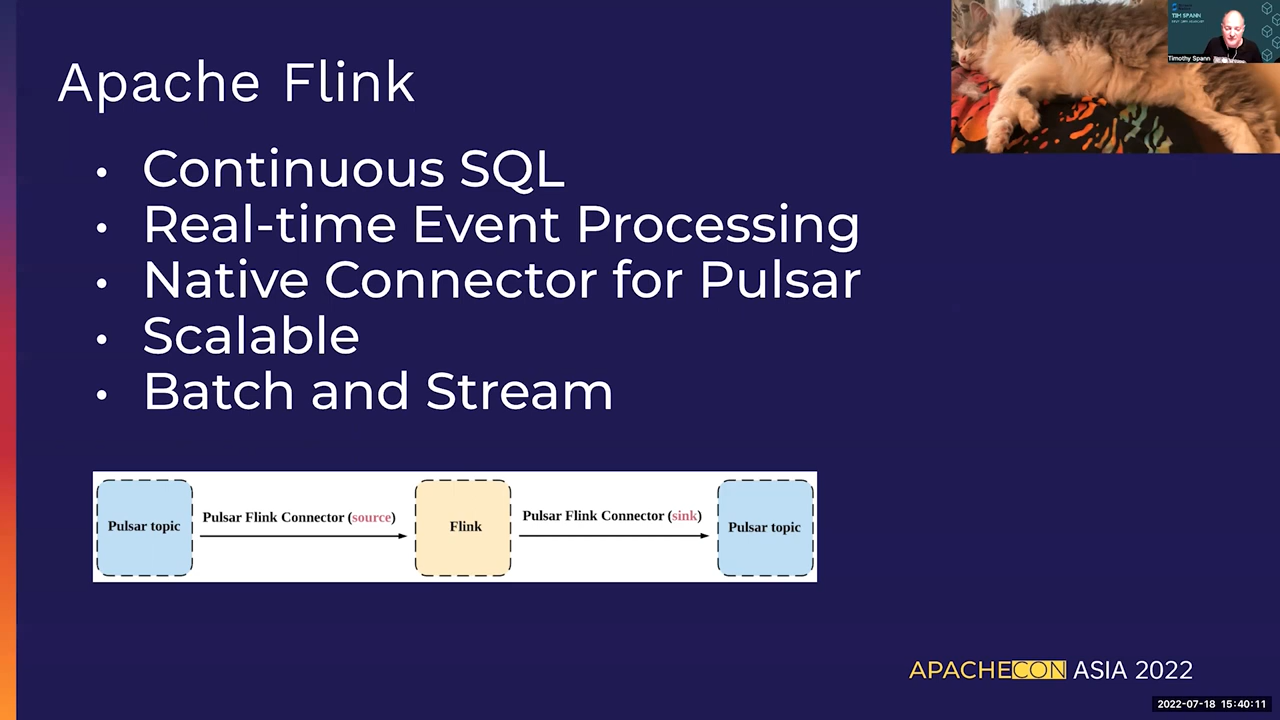 Apache Flink
• Continuous SQL
• Real-time Event Processing
• Native Connector for Pulsar
• Scalable
• Batch and Stream
Pulsar topic
Pulsar Flink Connector (source)
Flink
Pulsar Flink Connector (sink)
Pulsar topic
TIM SPANN
Timothy Spann
APACHECON ASIA 2022
2022-07-18 15:40:11